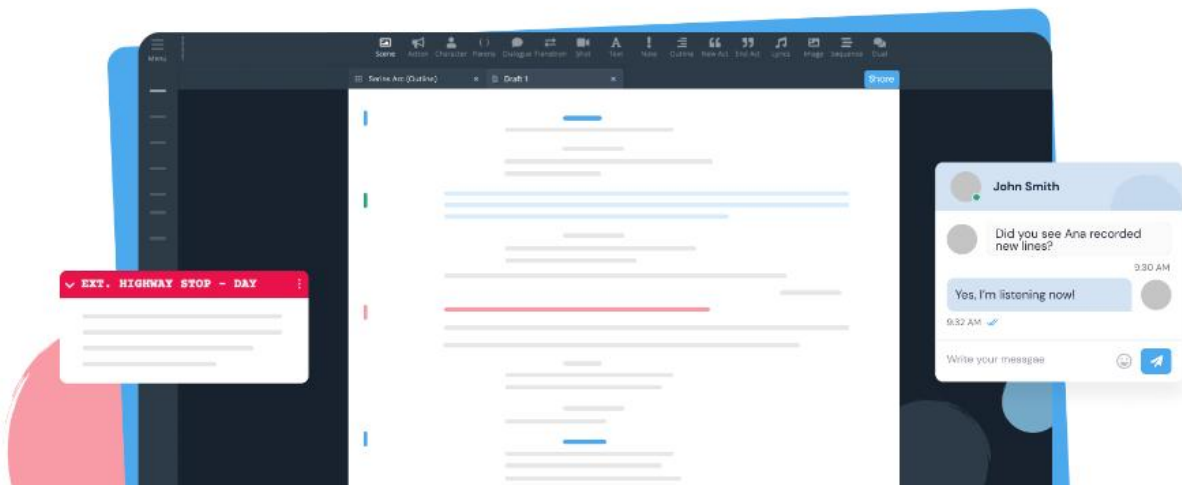 Menu
Scene Action Character Parens Dialogue Transition Shot Text Note Outline New Act End Act Lyrics Image Sequence Dual
Series Arc (Outline) × Draft 1 ×
Share
EXT. HIGHWAY STOP - DAY
John Smith
Did you see Ana recorded
new lines?
9:30 AM
Yes, I'm listening now!
9:32 AM
Write your message